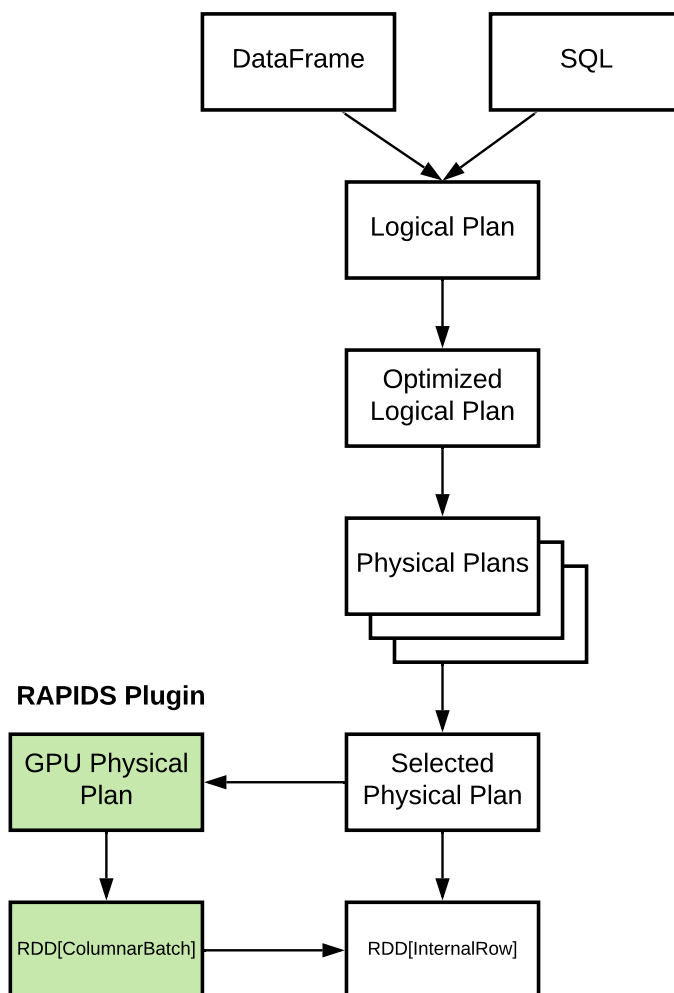 DataFrame
SQL
Logical Plan
Optimized
Logical Plan
Physical Plans
RAPIDS Plugin
GPU Physical
Plan
Selected
Physical Plan
RDD[ColumnarBatch]
RDD[InternalRow]